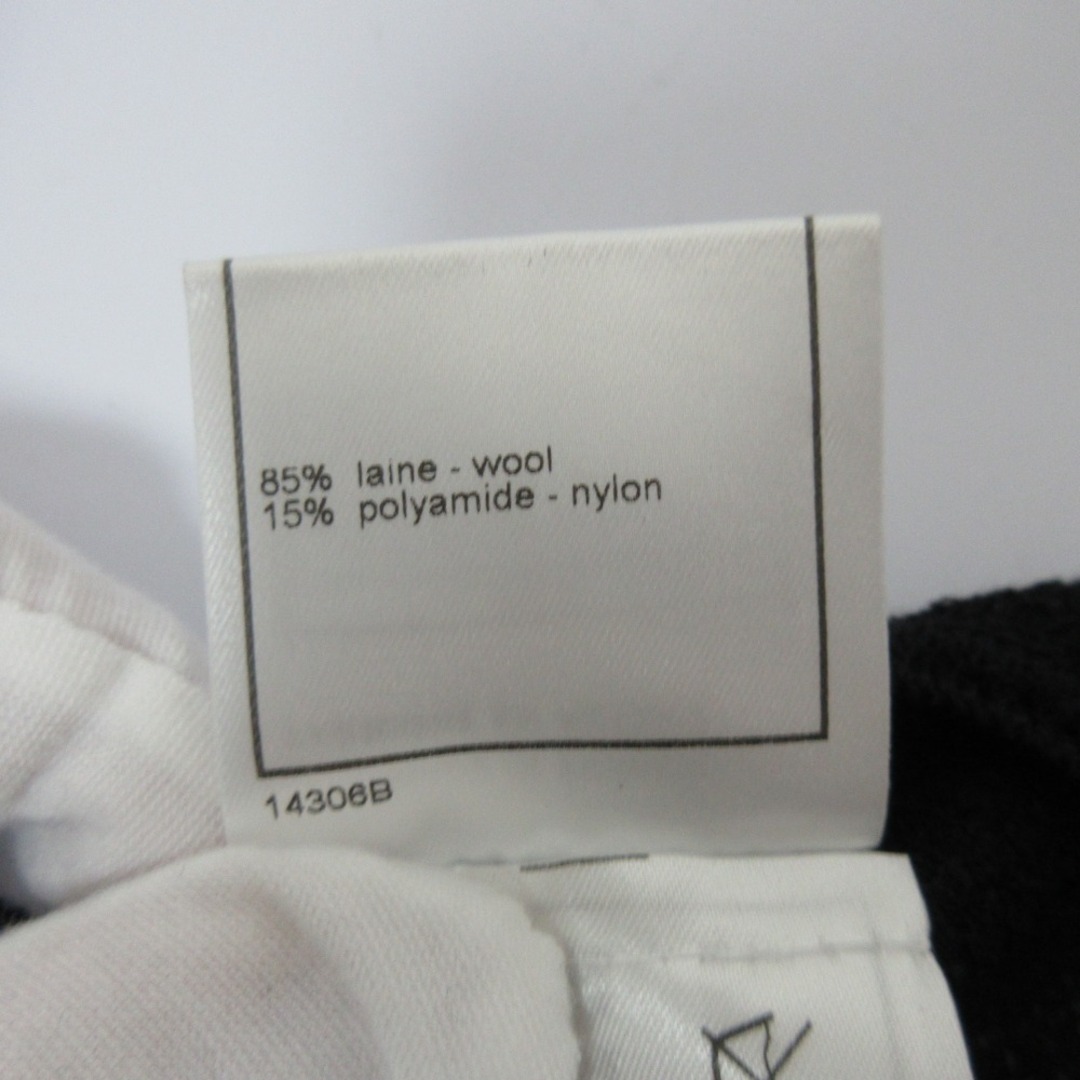 85% laine - wool
15% polyamide - nylon
14306B